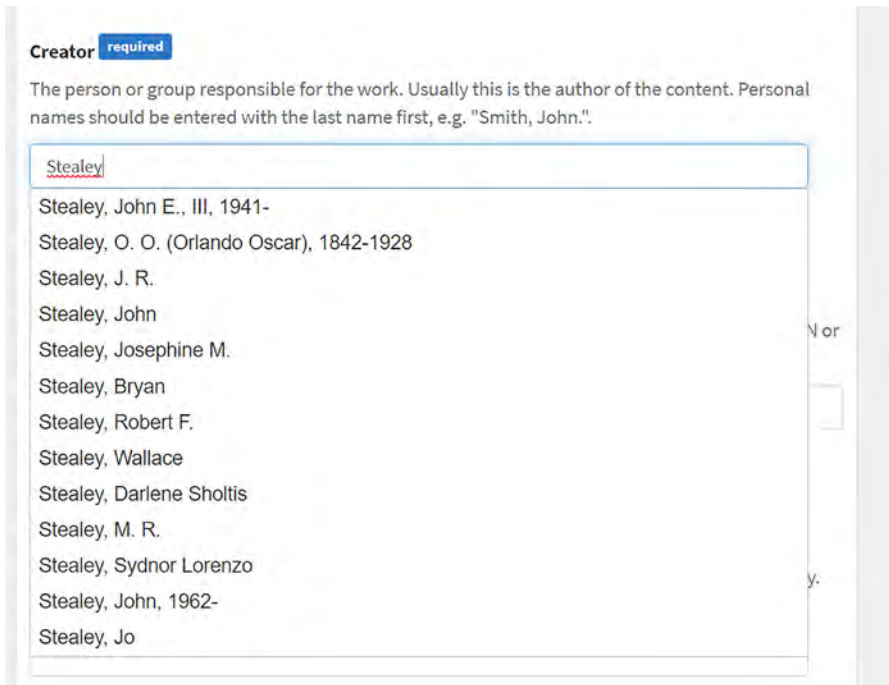 Creator required
The person or group responsible for the work. Usually this is the author of the content. Personal
names should be entered with the last name first, e.g. "Smith, John.".
Stealey
Stealey, John E., III, 1941-
Stealey, O. O. (Orlando Oscar), 1842-1928
Stealey, J. R.
Stealey, John
N or
Stealey, Josephine M.
Stealey, Bryan
Stealey, Robert F.
Stealey, Wallace
Stealey, Darlene Sholtis
Stealey, M. R.
Stealey, Sydnor Lorenzo
y.
Stealey, John, 1962-
Stealey, Jo